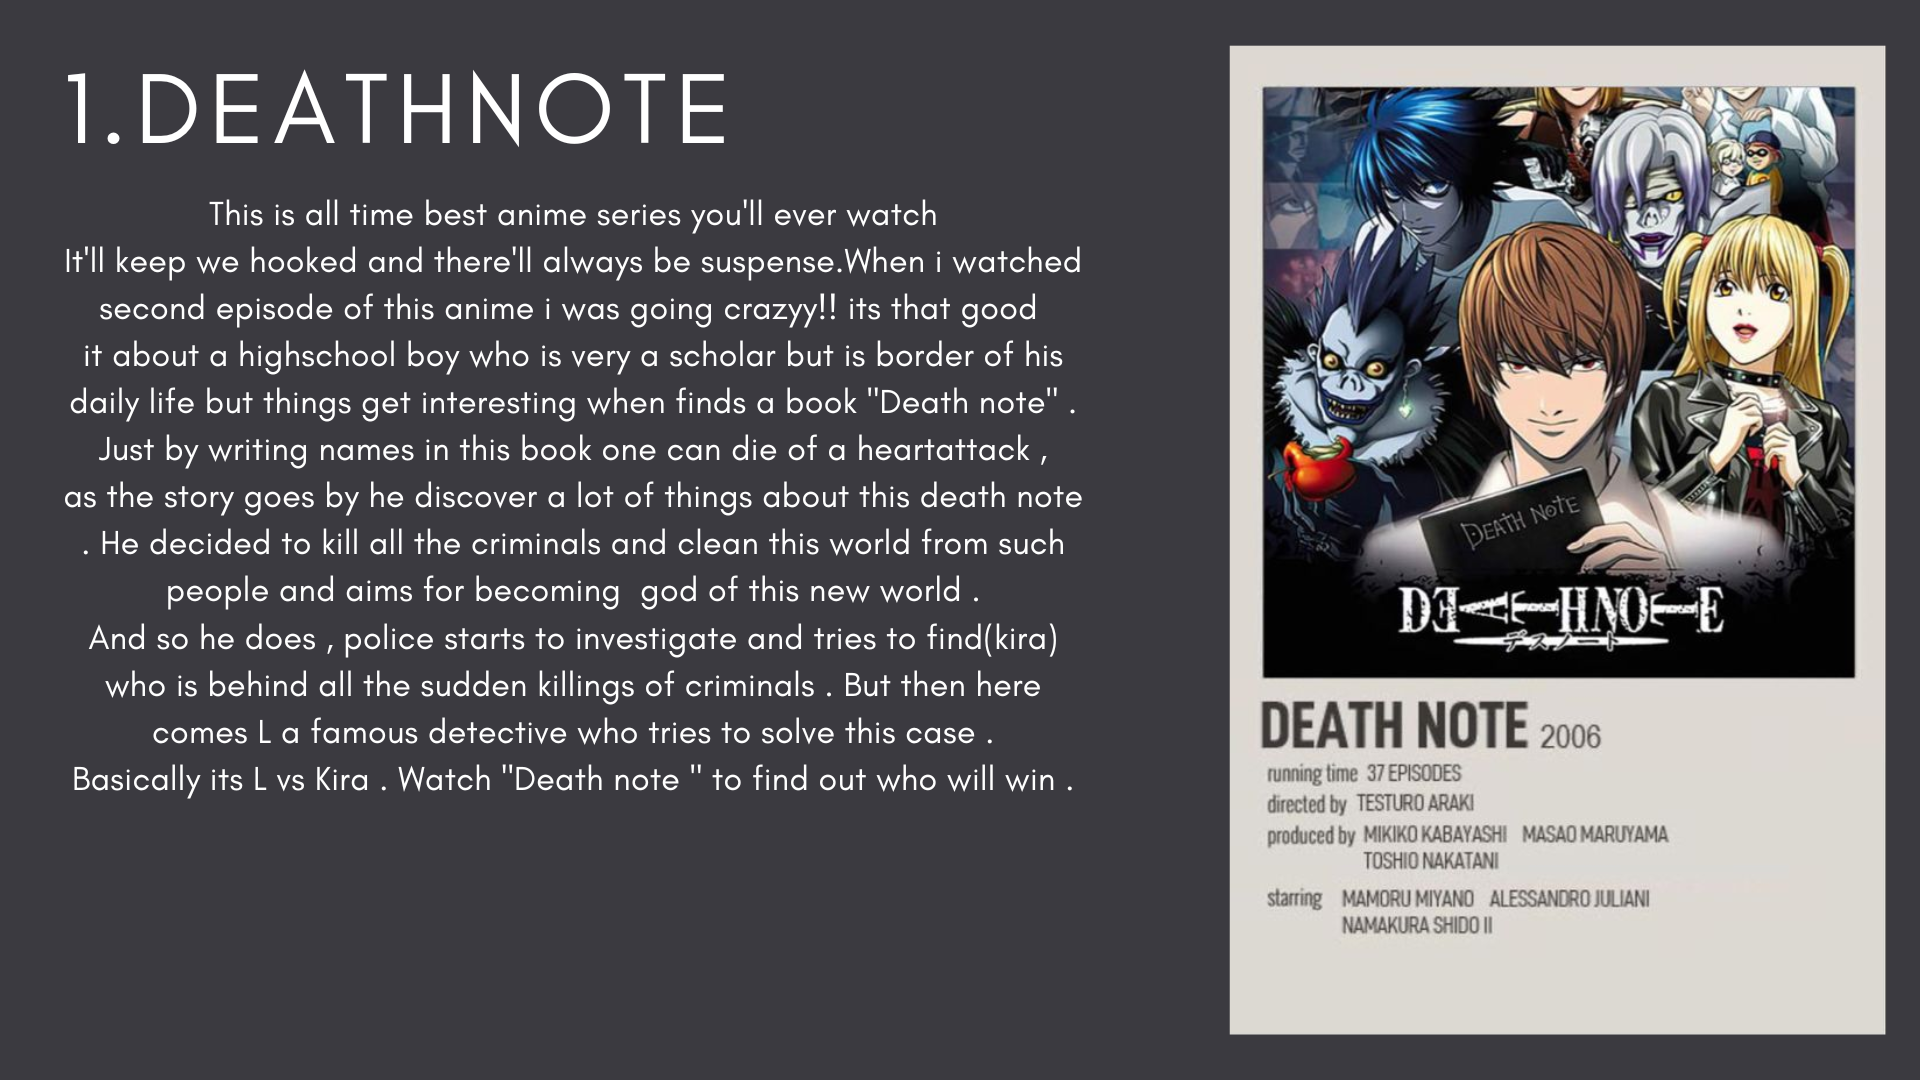 1.DEATHNOTE
This is all time best anime series you'll ever watch
It'll keep we hooked and there'll always be suspense.When i watched
second episode of this anime i was going crazyy!! its that good
it about a highschool boy who is very a scholar but is border of his
daily life but things get interesting when finds a book "Death note" .
Just by writing names in this book one can die of a heartattack ,
as the story goes by he discover a lot of things about this death note
. He decided to kill all the criminals and clean this world from such
people and aims for becoming  god of this new world .
And so he does , police starts to investigate and tries to find(kira)
who is behind all the sudden killings of criminals . But then here
comes L a famous detective who tries to solve this case .
Basically its L vs Kira . Watch "Death note " to find out who will win .
DEATH NOTE
DEATH NOTE
デスノート
DEATH NOTE 2006
running time 37 EPISODES
directed by TESTURO ARAKI
produced by MIKIKO KABAYASHI MASAO MARUYAMA
TOSHIO NAKATANI
starring MAMORU MIYANO ALESSANDRO JULIANI
NAMAKURA SHIDO II